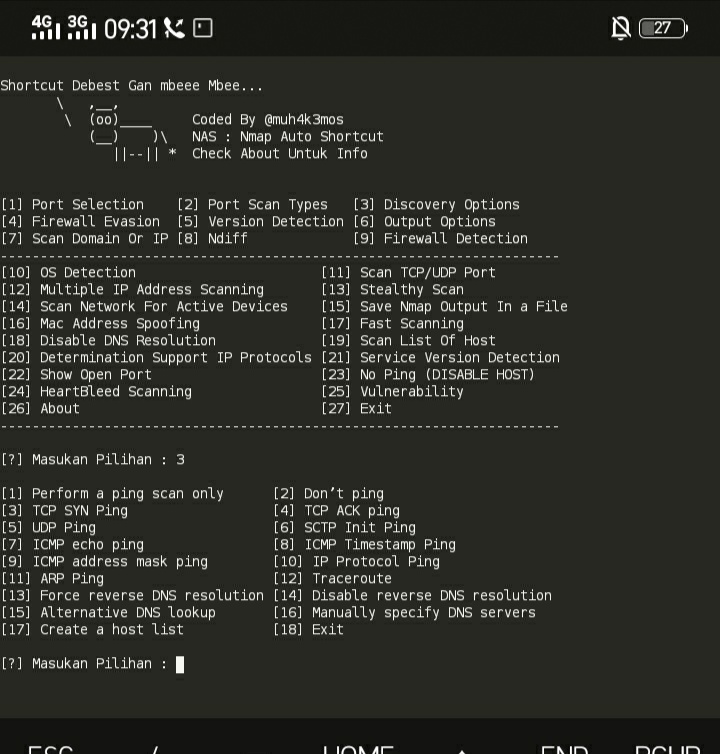 4G 3G 09:31 27
Shortcut Debest Gan mbeee Mbee...
\ ,__,
\ (oo)____ Coded By @muh4k3mos
(__) )\ NAS : Nmap Auto Shortcut
||--|| * Check About Untuk Info
[1] Port Selection [2] Port Scan Types [3] Discovery Options
[4] Firewall Evasion [5] Version Detection [6] Output Options
[7] Scan Domain Or IP [8] Ndiff [9] Firewall Detection
----------------------------------------------------------------------
[10] OS Detection [11] Scan TCP/UDP Port
[12] Multiple IP Address Scanning [13] Stealthy Scan
[14] Scan Network For Active Devices [15] Save Nmap Output In a File
[16] Mac Address Spoofing [17] Fast Scanning
[18] Disable DNS Resolution [19] Scan List Of Host
[20] Determination Support IP Protocols [21] Service Version Detection
[22] Show Open Port [23] No Ping (DISABLE HOST)
[24] HeartBleed Scanning [25] Vulnerability
[26] About [27] Exit
----------------------------------------------------------------------
[?] Masukan Pilihan : 3
[1] Perform a ping scan only [2] Don't ping
[3] TCP SYN Ping [4] TCP ACK ping
[5] UDP Ping [6] SCTP Init Ping
[7] ICMP echo ping [8] ICMP Timestamp Ping
[9] ICMP address mask ping [10] IP Protocol Ping
[11] ARP Ping [12] Traceroute
[13] Force reverse DNS resolution [14] Disable reverse DNS resolution
[15] Alternative DNS lookup [16] Manually specify DNS servers
[17] Create a host list [18] Exit
[?] Masukan Pilihan :
ESC / HOME END PGUP